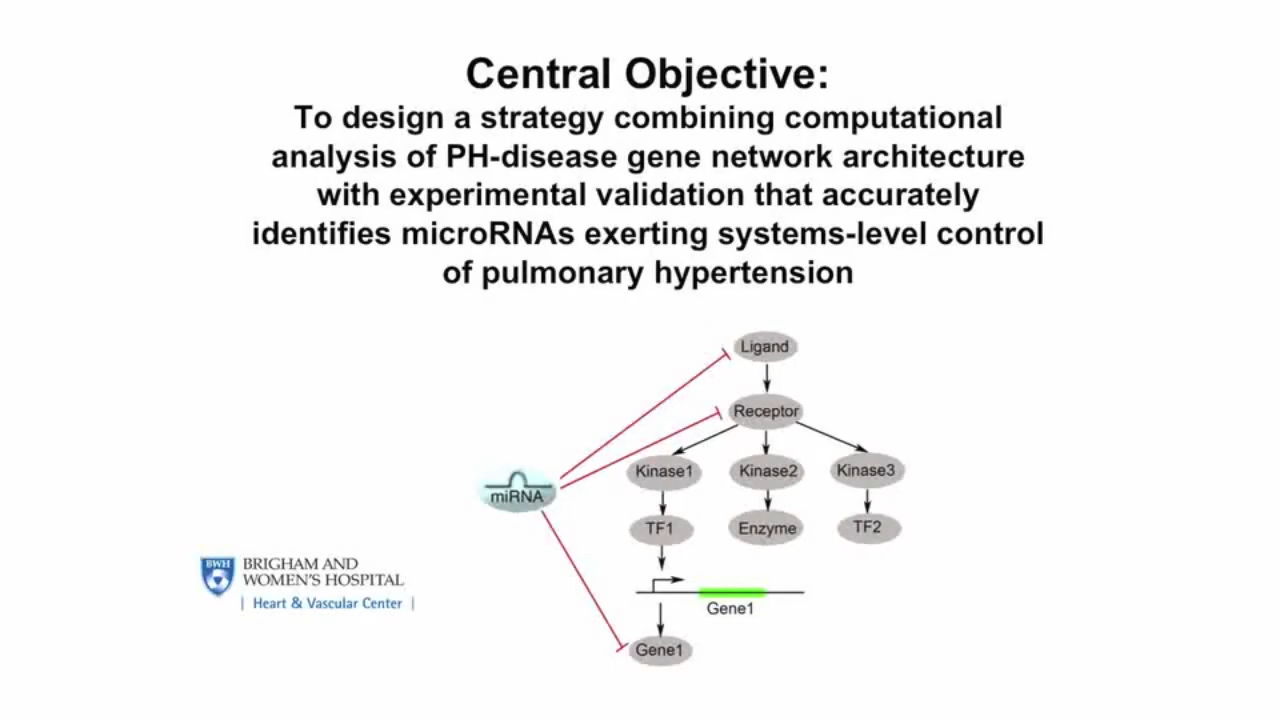 Central Objective:
To design a strategy combining computational
analysis of PH-disease gene network architecture
with experimental validation that accurately
identifies microRNAs exerting systems-level control
of pulmonary hypertension
Ligand
Receptor
Kinase1
Kinase2
Kinase3
miRNA
TF1
Enzyme
TF2
Gene1
Gene1
BWH
BRIGHAM AND
WOMEN'S HOSPITAL
| Heart & Vascular Center |